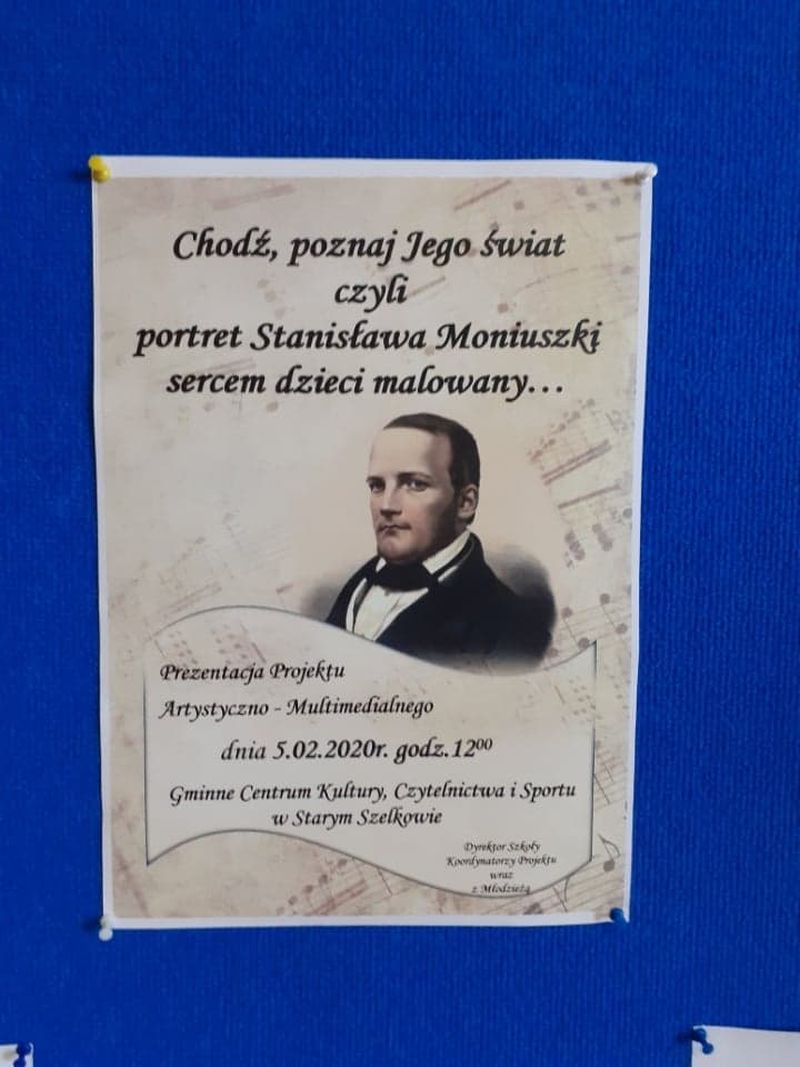 Chodź, poznaj Jego świat
czyli
portret Stanisława Moniuszki
sercem dzieci malowany...
Prezentacja Projektu
Artystyczno - Multimedialnego
dnia 5.02.2020r. godz.12⁰⁰
Gminne Centrum Kultury, Czytelnictwa i Sportu
w Starym Szelkowie
Dyrektor Szkoły
Koordynatorzy Projektu
wraz
z Młodzieżą